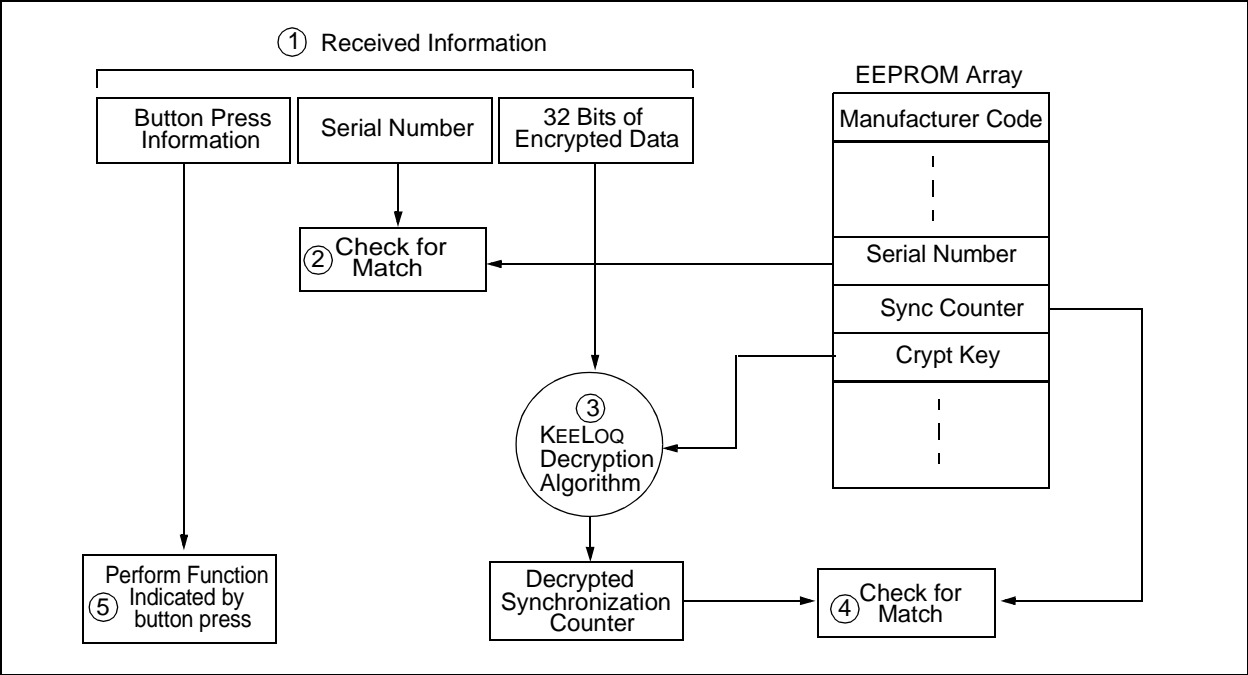 1 Received Information
EEPROM Array
Button Press
Information
Serial Number
32 Bits of
Encrypted Data
Manufacturer Code
Serial Number
Sync Counter
Crypt Key
2 Check for
Match
3
KEELOQ
Decryption
Algorithm
Decrypted
Synchronization
Counter
4 Check for
Match
Perform Function
5 Indicated by
button press